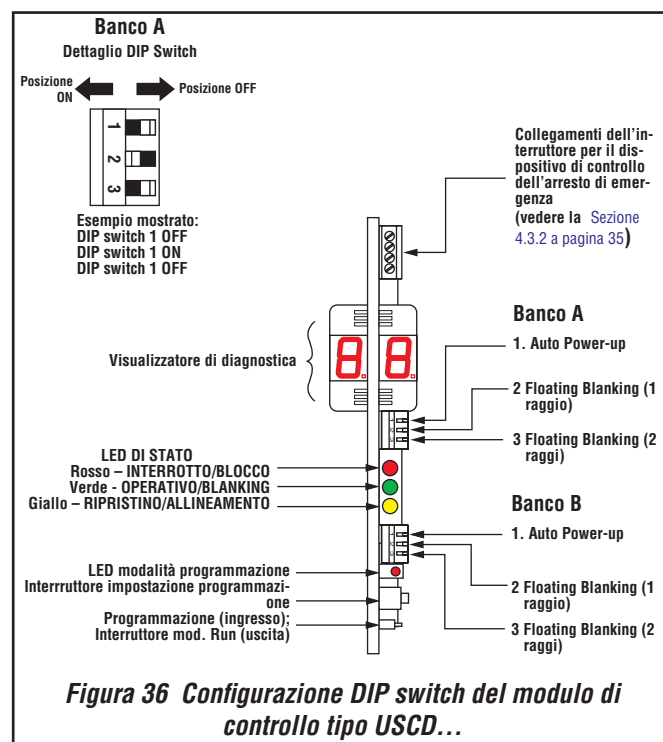 Banco A
Dettaglio DIP Switch
Posizione
ON
Posizione OFF
1
2
3
Esempio mostrato:
DIP switch 1 OFF
DIP switch 1 ON
DIP switch 1 OFF
Collegamenti dell'in-
terruttore per il dis-
positivo di controllo
dell'arresto di emer-
genza
(vedere la Sezione
4.3.2 a pagina 35)
Visualizzatore di diagnostica
8. 8.
Banco A
1. Auto Power-up
2 Floating Blanking (1
raggio)
3 Floating Blanking (2
raggi)
LED DI STATO
Rosso – INTERROTTO/BLOCCO
Verde - OPERATIVO/BLANKING
Giallo – RIPRISTINO/ALLINEAMENTO
Banco B
1. Auto Power-up
2 Floating Blanking (1
raggio)
3 Floating Blanking (2
raggi)
LED modalità programmazione
Interrruttore impostazione programmazi-
one
Programmazione (ingresso);
Interruttore mod. Run (uscita)
Figura 36 Configurazione DIP switch del modulo di
controllo tipo USCD...